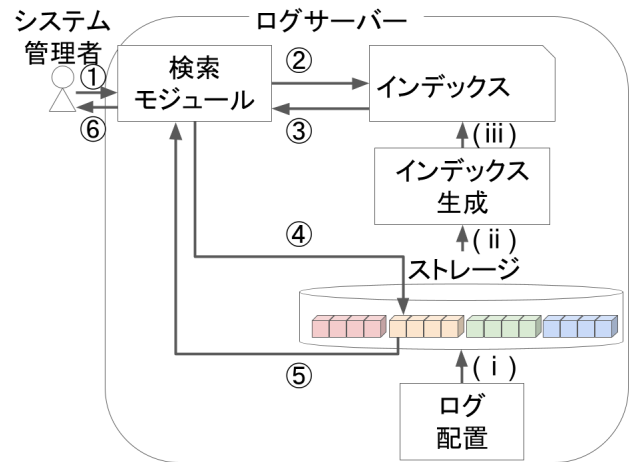 システム
管理者
ログサーバー
①
⑥
検索
モジュール
②
③
インデックス
(ⅲ)
インデックス
生成
(ⅱ)
④
ストレージ
⑤
(ⅰ)
ログ
配置